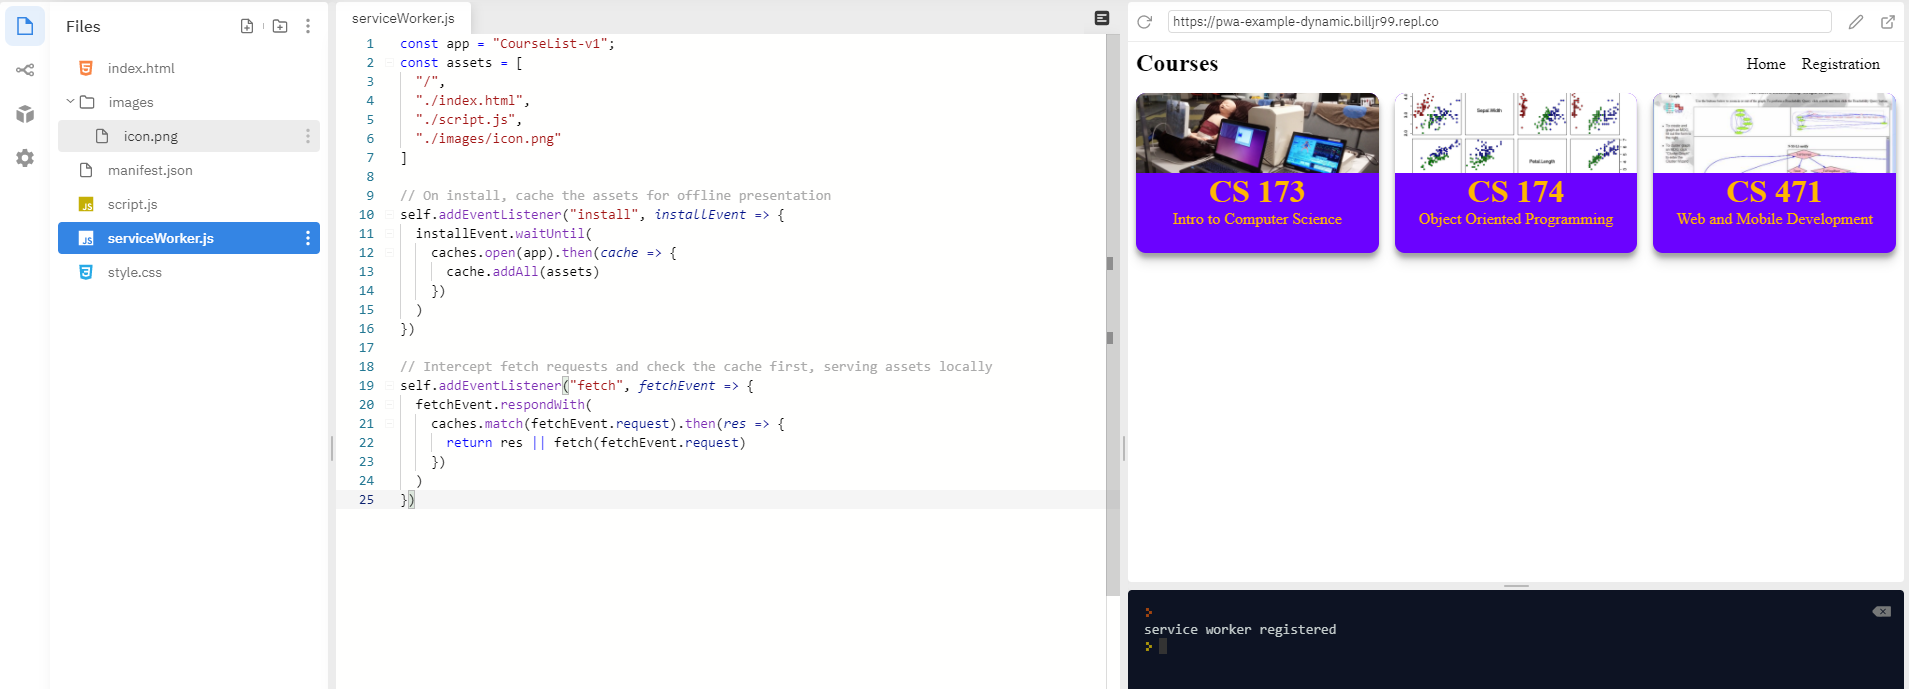 Files
index.html
images
icon.png
manifest.json
script.js
serviceWorker.js
style.css
serviceWorker.js
1 const app = "CourseList-v1";
2 const assets = [
3 "/",
4 "./index.html",
5 "./script.js",
6 "./images/icon.png"
7 ]
8
9 // On install, cache the assets for offline presentation
10 self.addEventListener("install", installEvent => {
11 installEvent.waitUntil(
12 caches.open(app).then(cache => {
13 cache.addAll(assets)
14 })
15 )
16 })
17
18 // Intercept fetch requests and check the cache first, serving assets locally
19 self.addEventListener("fetch", fetchEvent => {
20 fetchEvent.respondWith(
21 caches.match(fetchEvent.request).then(res => {
22 return res || fetch(fetchEvent.request)
23 })
24 )
25 })
https://pwa-example-dynamic.billjr99.repl.co
Courses
Home Registration
Sepal.Width
Petal.Length
CS 173
Intro to Computer Science
CS 174
Object Oriented Programming
CS 471
Web and Mobile Development
service worker registered